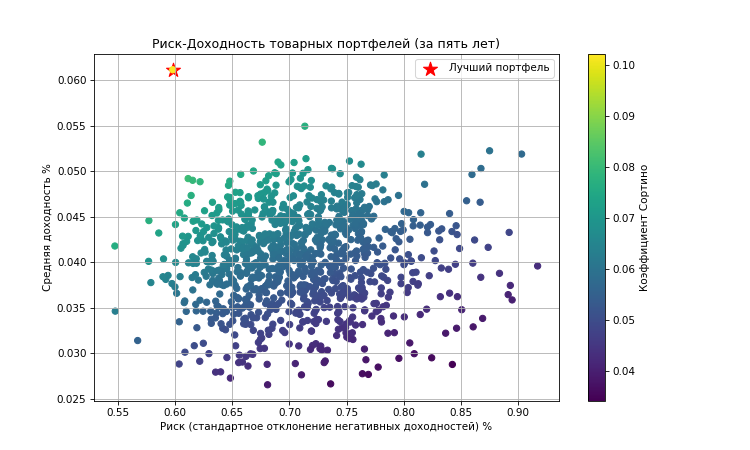 Риск-Доходность товарных портфелей (за пять лет)
Лучший портфель
Средняя доходность %
0.060
0.055
0.050
0.045
0.040
0.035
0.030
0.025
0.55 0.60 0.65 0.70 0.75 0.80 0.85 0.90
Риск (стандартное отклонение негативных доходностей) %
0.10
0.09
0.08
0.07
0.06
0.05
0.04
Коэффициент Сортино